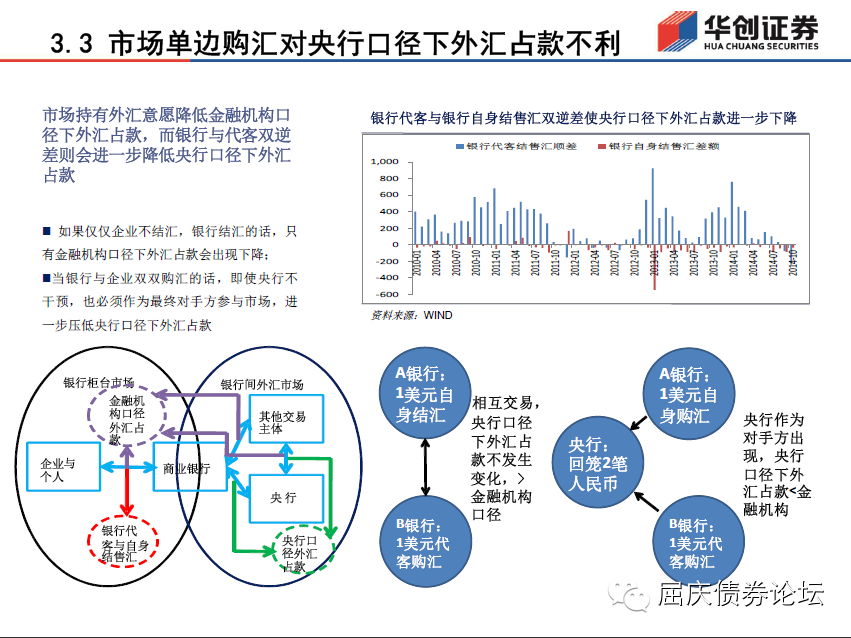 3.3 市场单边购汇对央行口径下外汇占款不利
华创证券
HUA CHUANG SECURITIES
市场持有外汇意愿降低金融机构口
径下外汇占款，而银行与代客双逆
差则会进一步降低央行口径下外汇
占款
■ 如果仅仅企业不结汇，银行结汇的话，只
有金融机构口径下外汇占款会出现下降；
■当银行与企业双双购汇的话，即使央行不
干预，也必须作为最终对手方参与市场，进
一步压低央行口径下外汇占款
银行代客与银行自身结售汇双逆差使央行口径下外汇占款进一步下降
银行代客结售汇顺差
银行自身结售汇差额
1,000
800
600
400
200
0
-200
-400
-600
2010-01
2010-04
2010-07
2010-10
2011-01
2011-04
2011-07
2011-10
2012-01
2012-04
2012-07
2012-10
2013-01
2013-04
2013-07
2013-10
2014-01
2014-04
2014-07
2014-10
资料来源：WIND
银行柜台市场
银行间外汇市场
金融机
构口径
外汇占
款
企业与
个人
商业银行
其他交易
主体
央 行
银行代
客与自身
结售汇
央行口
径外汇
占款
A银行：
1美元自
身结汇
B银行：
1美元代
客购汇
相互交易，
央行口径
下外汇占
款不发生
变化，>
金融机构
口径
A银行：
1美元自
身购汇
央行：
回笼2笔
人民币
B银行：
1美元代
客购汇
央行作为
对手方出
现，央行
口径下外
汇占款<金
融机构
屈庆债券论坛